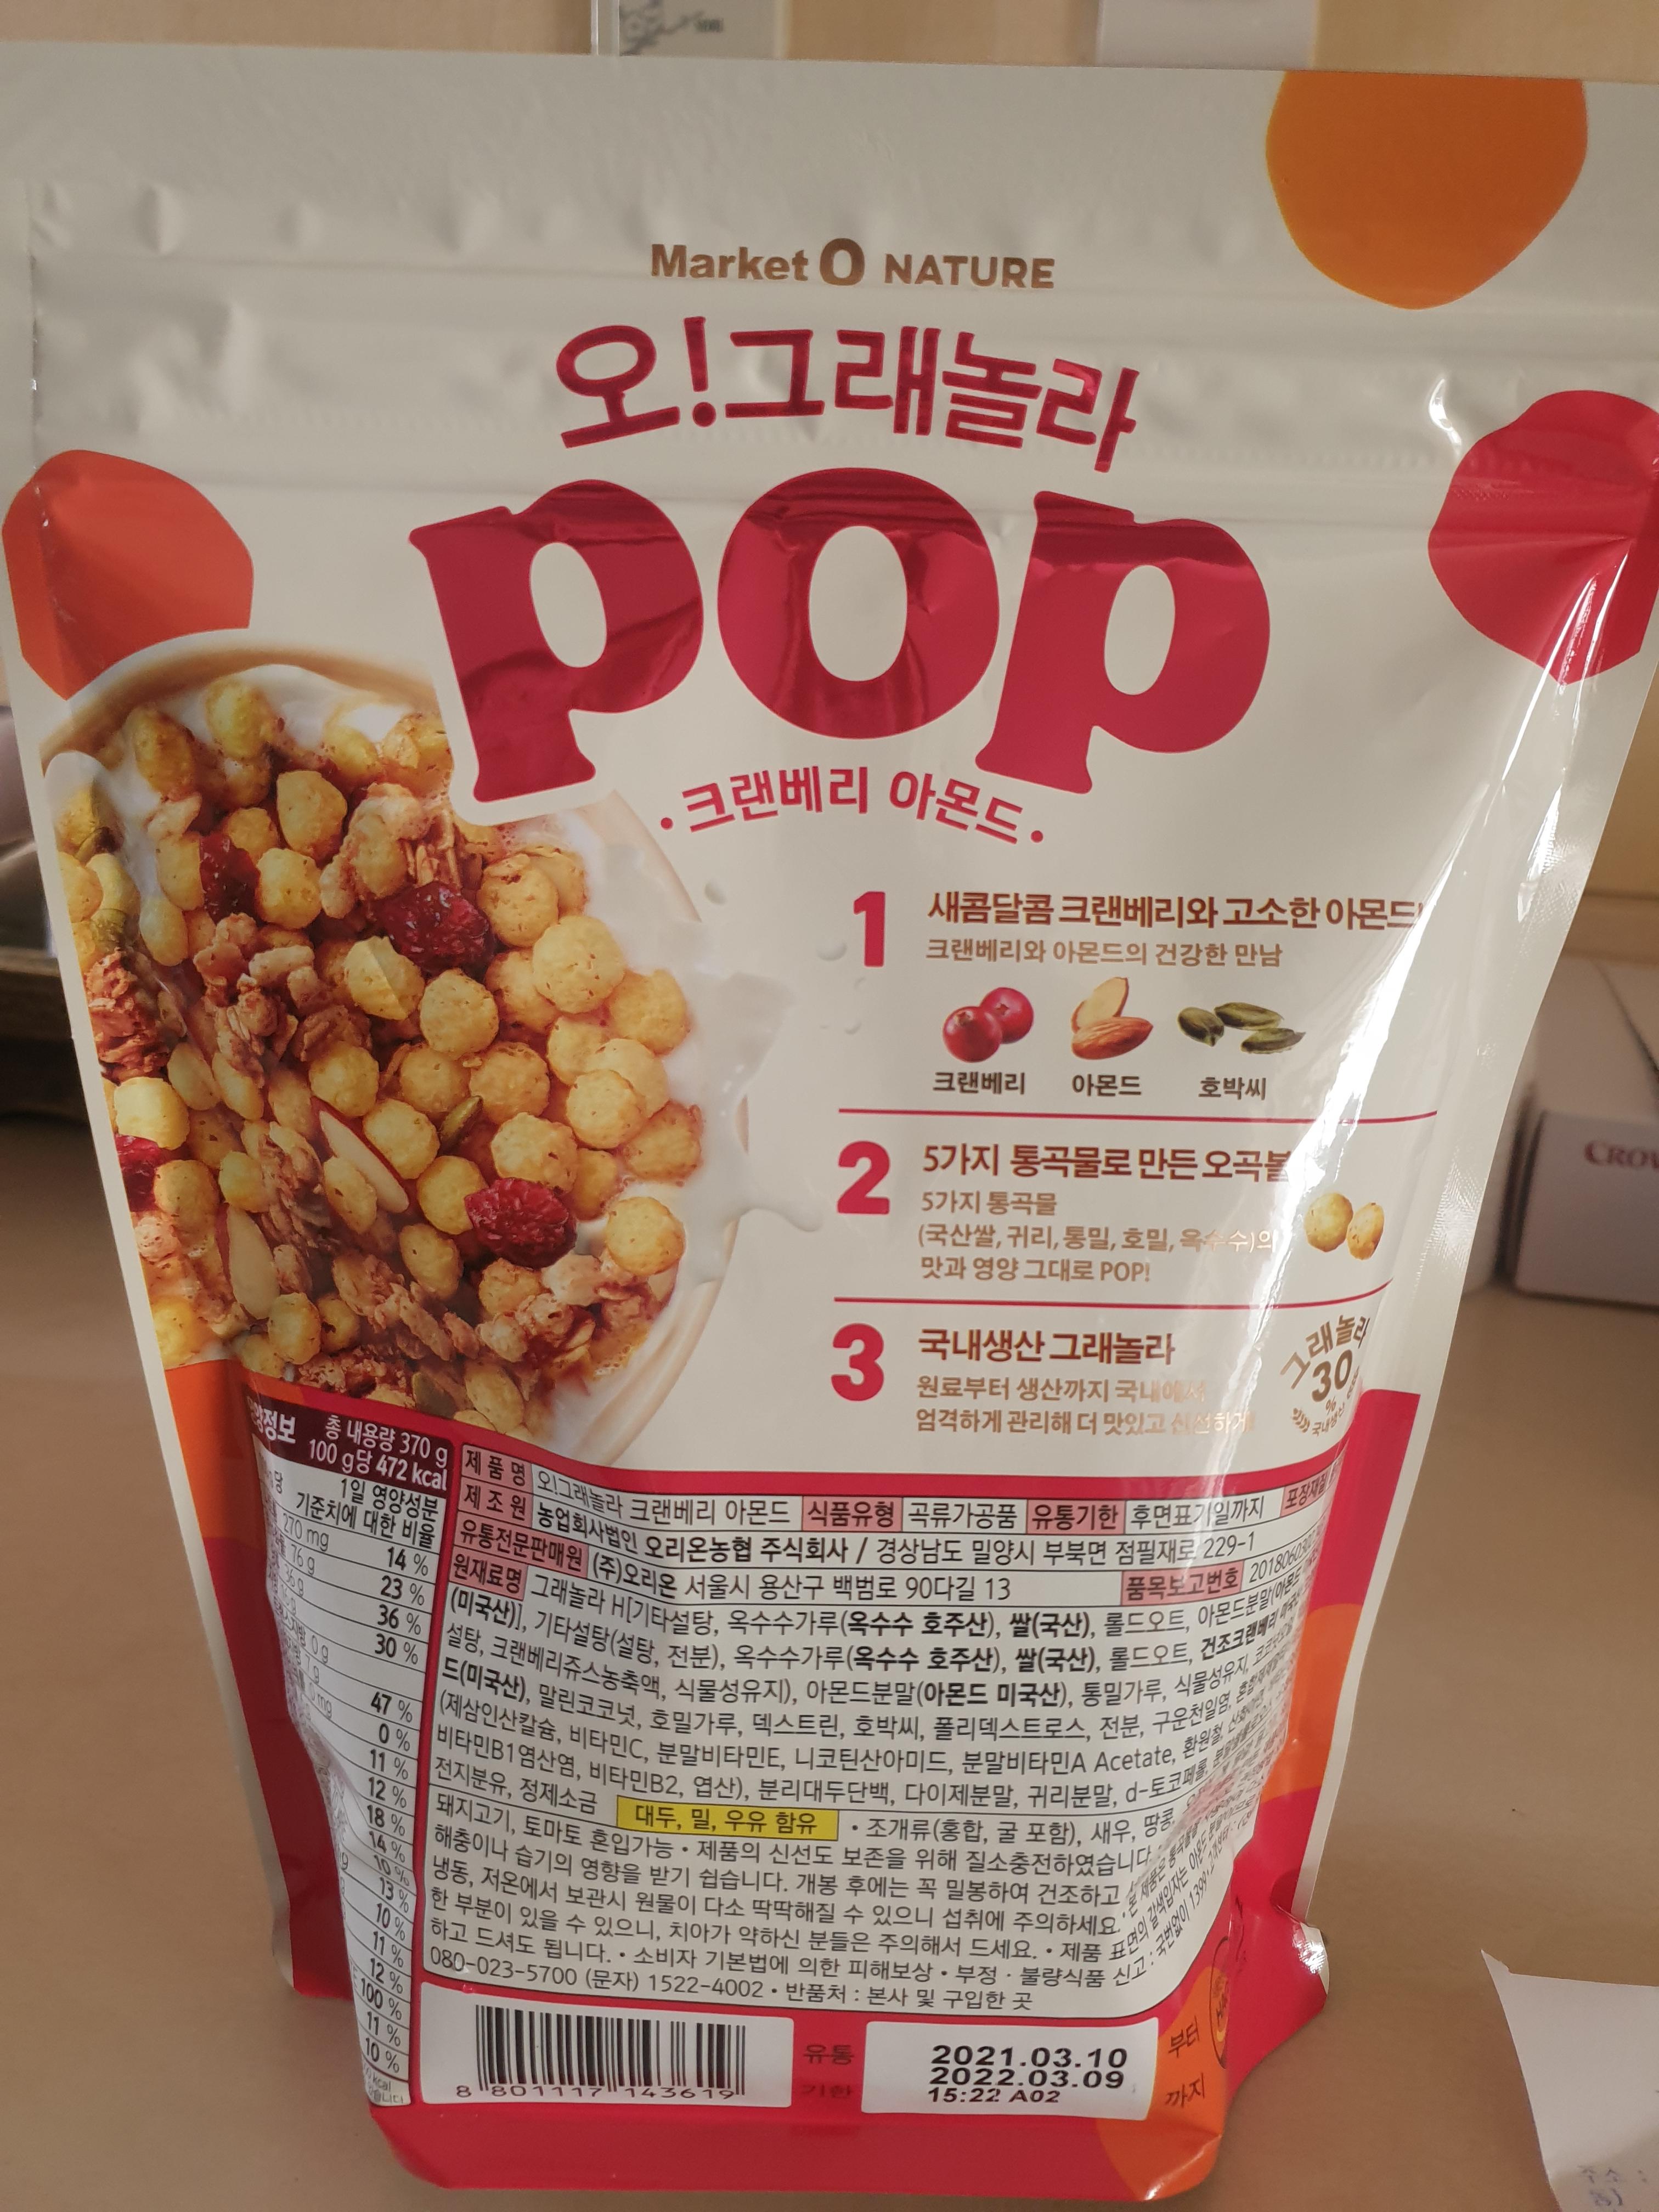 Market O NATURE
오!그래놀라
pop
·크랜베리 아몬드·
1 새콤달콤 크랜베리와 고소한 아몬드
크랜베리와 아몬드의 건강한 만남
크랜베리 아몬드 호박씨
2 5가지 통곡물로 만든 오곡볼
5가지 통곡물
(국산쌀, 귀리, 통밀, 호밀, 옥수수)의
맛과 영양 그대로 POP!
3 국내생산 그래놀라
원료부터 생산까지 국내에서
엄격하게 관리해 더 맛있고 신선하게!
그래놀라
30
%
총 내용량 370 g
100 g당 472 kcal
1일 영양성분
기준치에 대한 비율
270 mg 14 %
76 g 23 %
36 %
30 %
0 g
47 %
0 %
11 %
12 %
18 %
14 %
10 %
13 %
10 %
11 %
12 %
100 %
11 %
10 %
제품명 오!그래놀라 크랜베리 아몬드 식품유형 곡류가공품 유통기한 후면표기일까지
제조원 농업회사법인 오리온농협 주식회사 / 경상남도 밀양시 부북면 점필재로 229-1
유통전문판매원 (주)오리온 서울시 용산구 백범로 90다길 13 품목보고번호
원재료명 그래놀라 H[기타설탕, 옥수수가루(옥수수 호주산), 쌀(국산), 롤드오트, 아몬드분말(아몬드
(미국산)], 기타설탕(설탕, 전분), 옥수수가루(옥수수 호주산), 쌀(국산), 롤드오트, 건조크랜베리
설탕, 크랜베리쥬스농축액, 식물성유지), 아몬드분말(아몬드 미국산), 통밀가루, 식물성유지,
드(미국산), 말린코코넛, 호밀가루, 덱스트린, 호박씨, 폴리덱스트로스, 전분, 구운천일염,
(제삼인산칼슘, 비타민C, 분말비타민E, 니코틴산아미드, 분말비타민A Acetate, 환원철,
비타민B1염산염, 비타민B2, 엽산), 분리대두단백, 다이제분말, 귀리분말, d-토코페롤,
전지분유, 정제소금 대두, 밀, 우유 함유 • 조개류(홍합, 굴 포함), 새우, 땅콩,
돼지고기, 토마토 혼입가능 • 제품의 신선도 보존을 위해 질소충전하였습니다
해충이나 습기의 영향을 받기 쉽습니다. 개봉 후에는 꼭 밀봉하여 건조하고
냉동, 저온에서 보관시 원물이 다소 딱딱해질 수 있으니 섭취에 주의하세요
한 부분이 있을 수 있으니, 치아가 약하신 분들은 주의해서 드세요. • 제품 표면의 갈색입자는
하고 드셔도 됩니다. • 소비자 기본법에 의한 피해보상 • 부정 · 불량식품 신고 : 국번없이 1399
080-023-5700 (문자) 1522-4002 • 반품처 : 본사 및 구입한 곳
8 801117 143619
유통
기한
2021.03.10 부터
2022.03.09 까지
15:22 A02